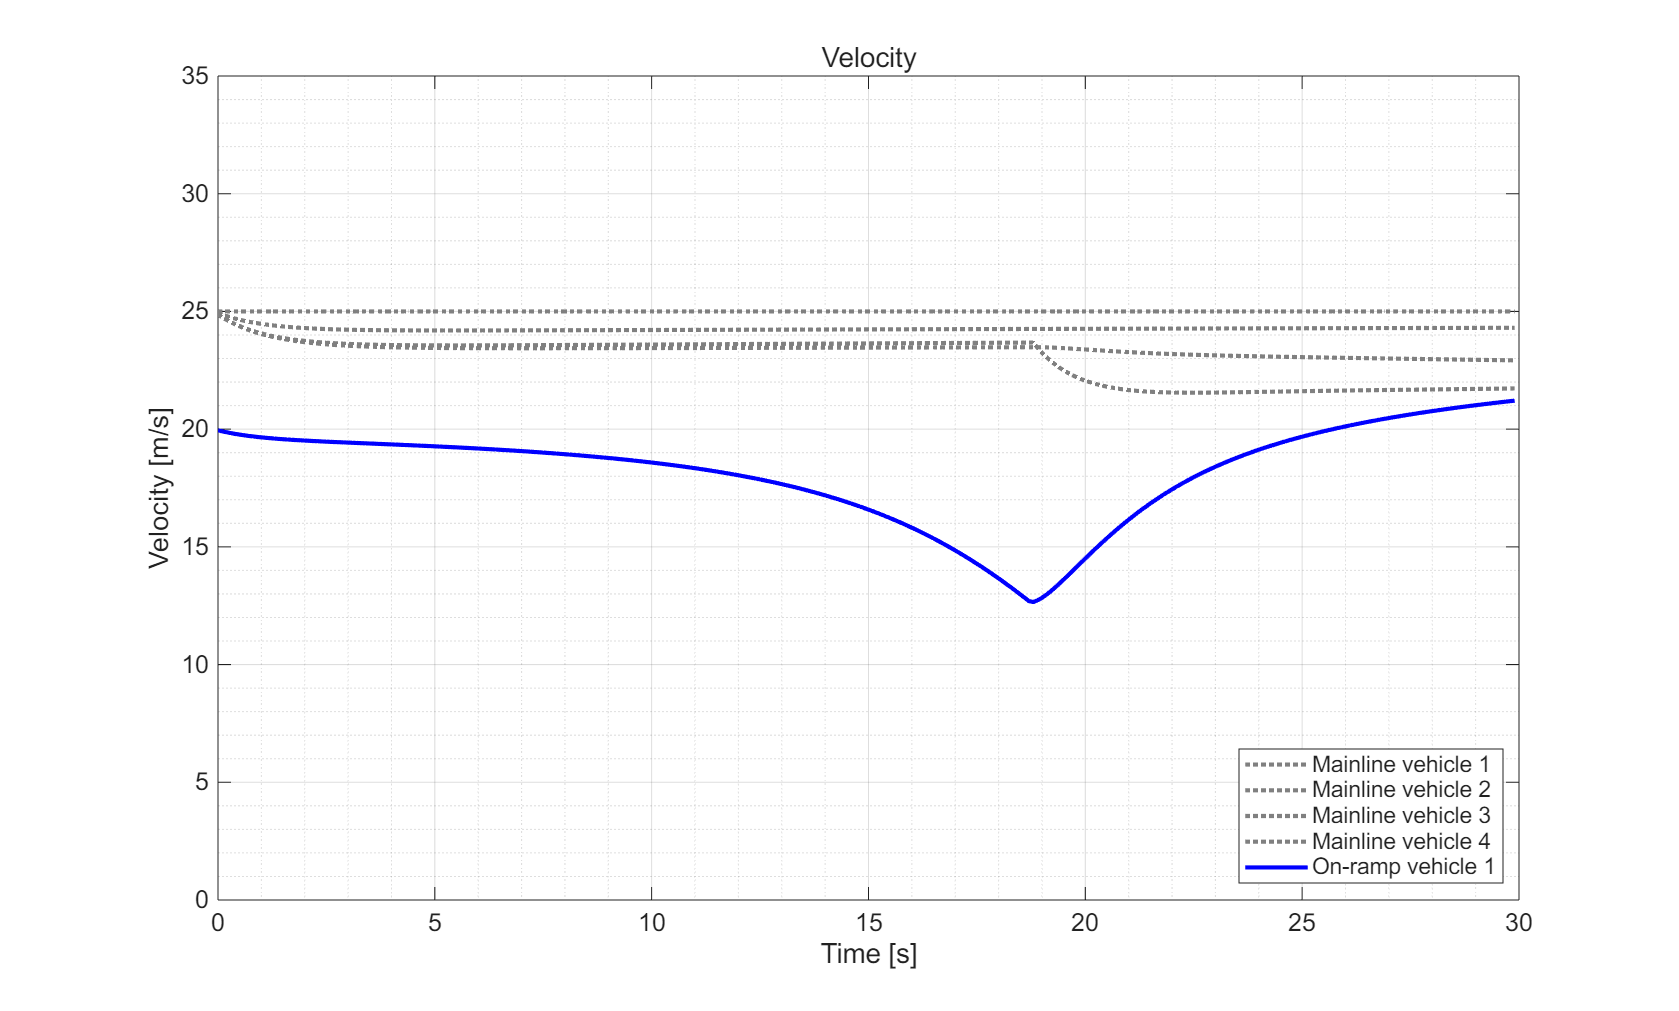 Velocity
35
30
25
20
15
10
5
0
Velocity [m/s]
0 5 10 15 20 25 30
Time [s]
Mainline vehicle 1
Mainline vehicle 2
Mainline vehicle 3
Mainline vehicle 4
On-ramp vehicle 1